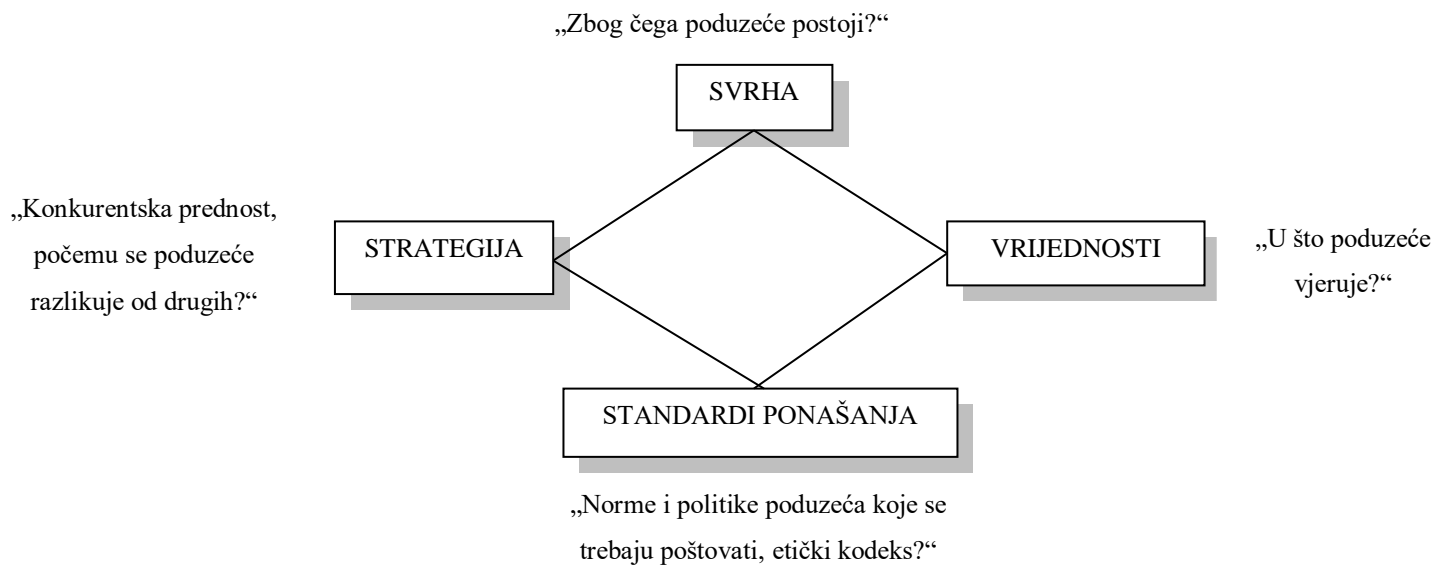 „Zbog čega poduzeće postoji?“
SVRHA
„Konkurentska prednost,
počemu se poduzeće
razlikuje od drugih?“
STRATEGIJA
VRIJEDNOSTI
„U što poduzeće
vjeruje?“
STANDARDI PONAŠANJA
„Norme i politike poduzeća koje se
trebaju poštovati, etički kodeks?“